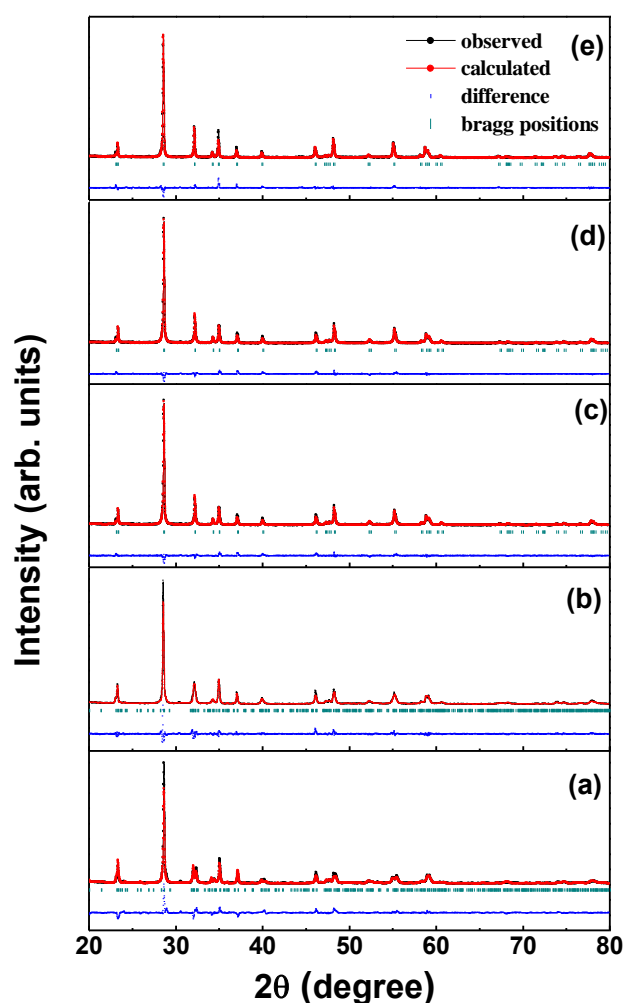 (e)
observed
calculated
difference
bragg positions
(d)
(c)
(b)
(a)
Intensity (arb. units)
20 30 40 50 60 70 80
2θ (degree)